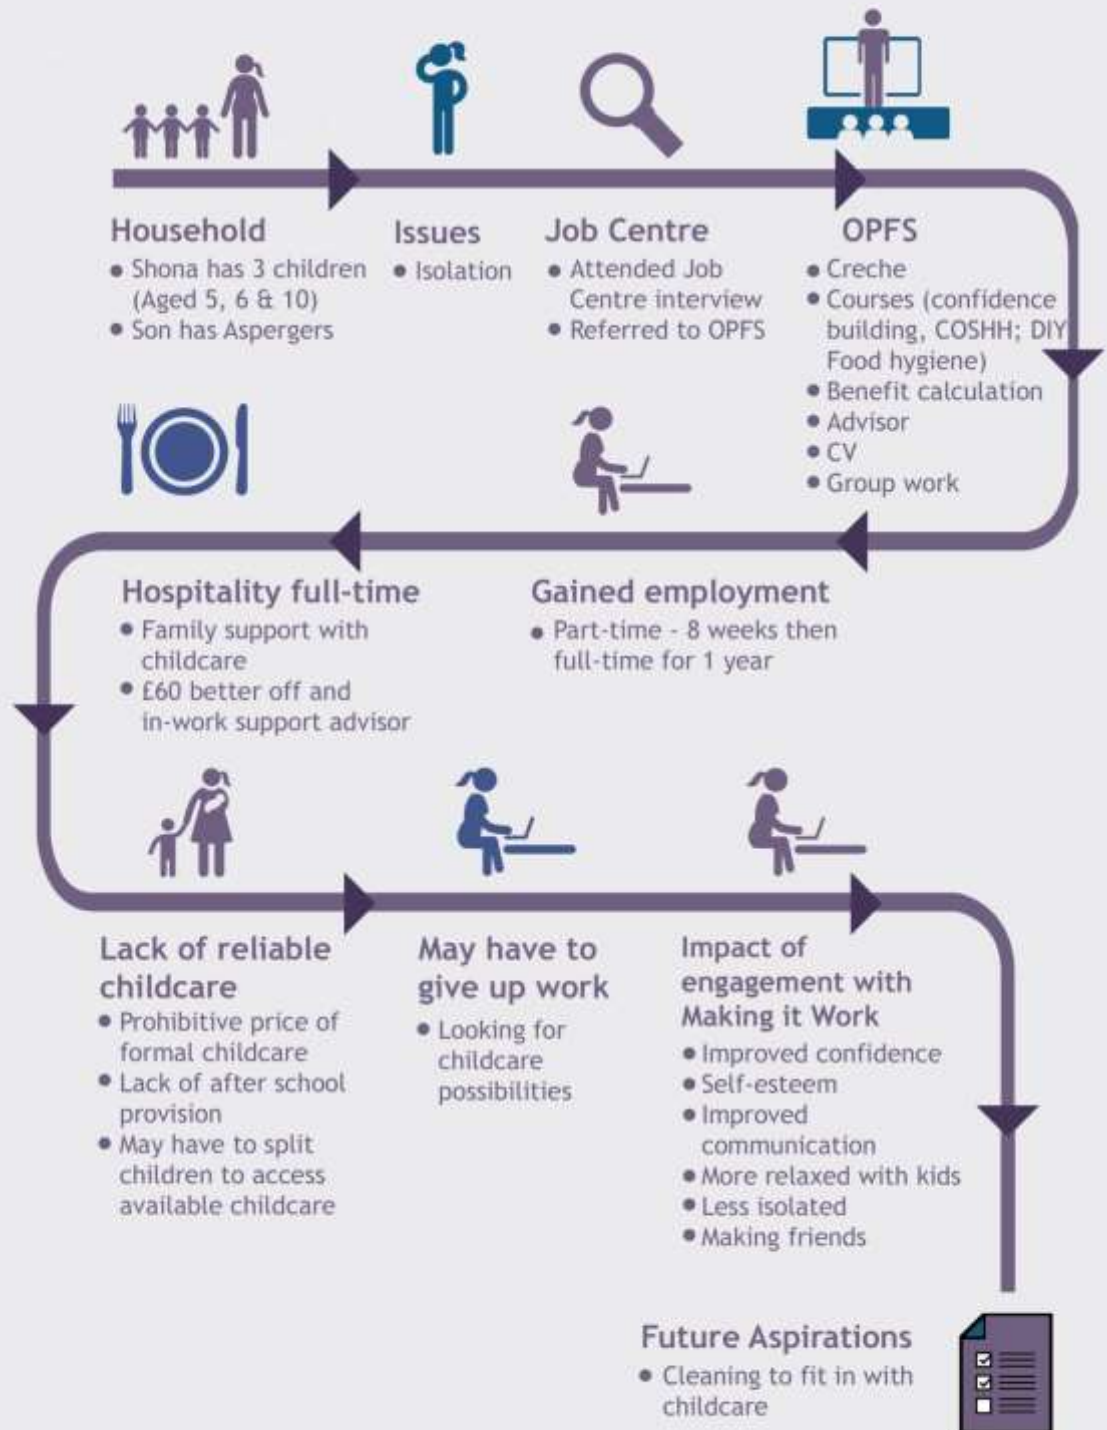 Household
• Shona has 3 children
(Aged 5, 6 & 10)
• Son has Aspergers
Issues
• Isolation
Job Centre
• Attended Job
Centre interview
• Referred to OPFS
OPFS
• Creche
• Courses (confidence
building, COSHH; DIY
Food hygiene)
• Benefit calculation
• Advisor
• CV
• Group work
Gained employment
• Part-time - 8 weeks then
full-time for 1 year
Hospitality full-time
• Family support with
childcare
• £60 better off and
in-work support advisor
Lack of reliable
childcare
• Prohibitive price of
formal childcare
• Lack of after school
provision
• May have to split
children to access
available childcare
May have to
give up work
• Looking for
childcare
possibilities
Impact of
engagement with
Making it Work
• Improved confidence
• Self-esteem
• Improved
communication
• More relaxed with kids
• Less isolated
• Making friends
Future Aspirations
• Cleaning to fit in with
childcare